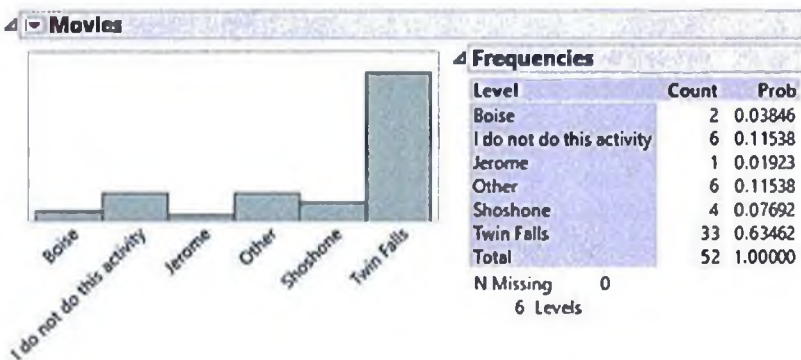 Movies
Boise
I do not do this activity
Jerome
Other
Shoshone
Twin Falls
Frequencies
Level Count Prob
Boise 2 0.03846
I do not do this activity 6 0.11538
Jerome 1 0.01923
Other 6 0.11538
Shoshone 4 0.07692
Twin Falls 33 0.63462
Total 52 1.00000
N Missing 0
6 Levels